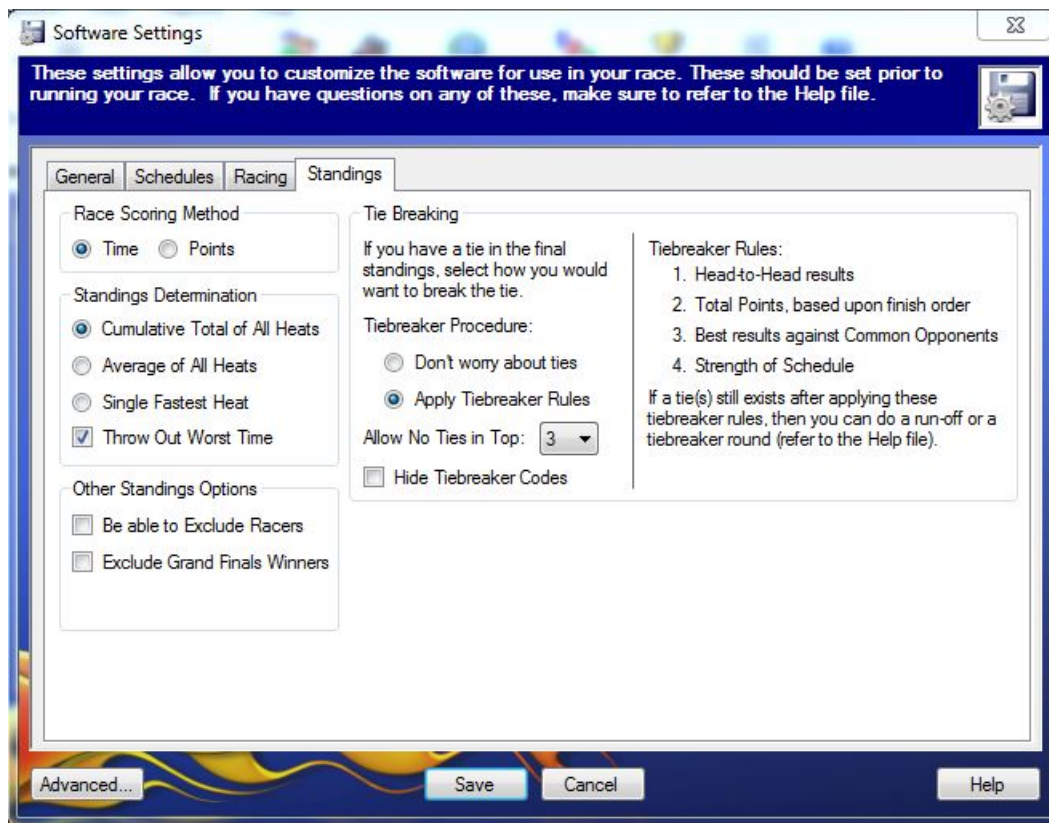 Software Settings
These settings allow you to customize the software for use in your race. These should be set prior to
running your race. If you have questions on any of these, make sure to refer to the Help file.
General Schedules Racing Standings
Race Scoring Method
Time Points
Standings Determination
Cumulative Total of All Heats
Average of All Heats
Single Fastest Heat
Throw Out Worst Time
Other Standings Options
Be able to Exclude Racers
Exclude Grand Finals Winners
Tie Breaking
If you have a tie in the final
standings, select how you would
want to break the tie.
Tiebreaker Procedure:
Don't worry about ties
Apply Tiebreaker Rules
Allow No Ties in Top: 3
Hide Tiebreaker Codes
Tiebreaker Rules:
1. Head-to-Head results
2. Total Points, based upon finish order
3. Best results against Common Opponents
4. Strength of Schedule
If a tie(s) still exists after applying these
tiebreaker rules, then you can do a run-off or a
tiebreaker round (refer to the Help file).
Advanced... Save Cancel Help